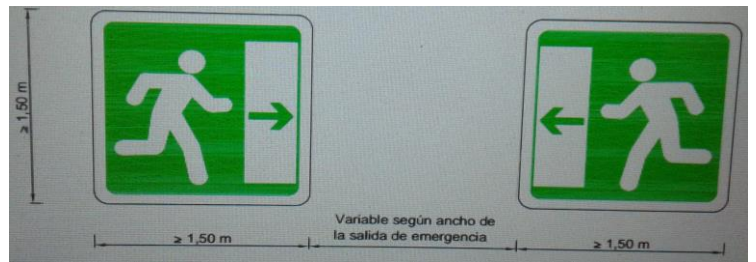 ≥ 1,50 m
Variable según ancho de
la salida de emergencia
≥ 1,50 m
≥ 1,50 m